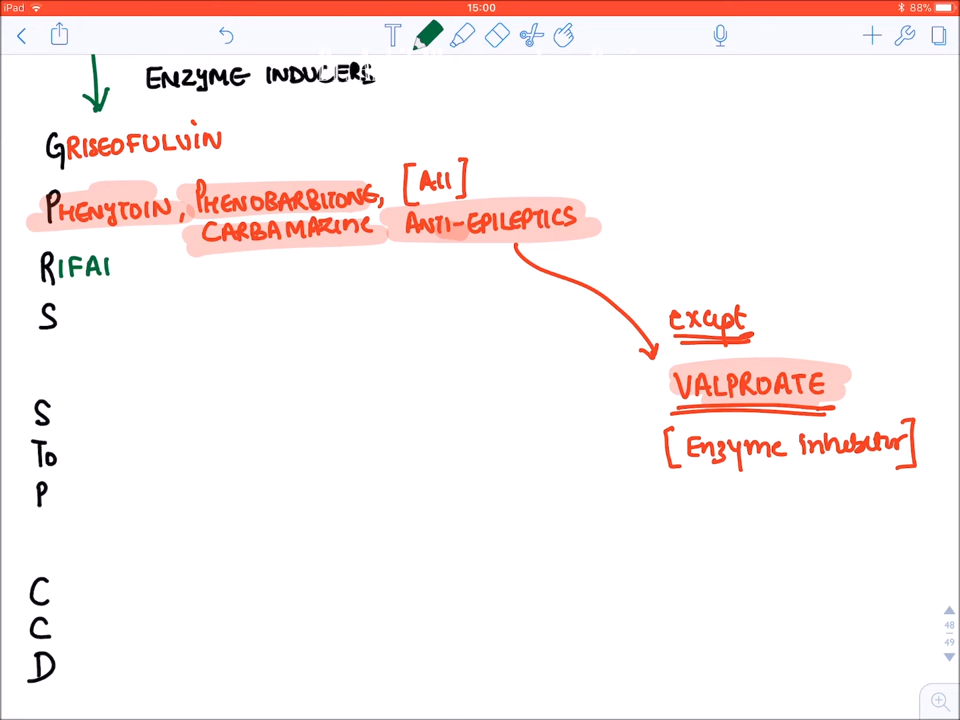 iPad 15:00 88%
T
ENZYME INDUCERS
GRISEOFULVIN
PHENYTOIN, PHENOBARBITONE, [All]
CARBAMAZINE ANTI-EPILEPTICS
RIFAI
S
except
VALPROATE
S
[Enzyme inhibitor]
To
P
C
C
D
48
49